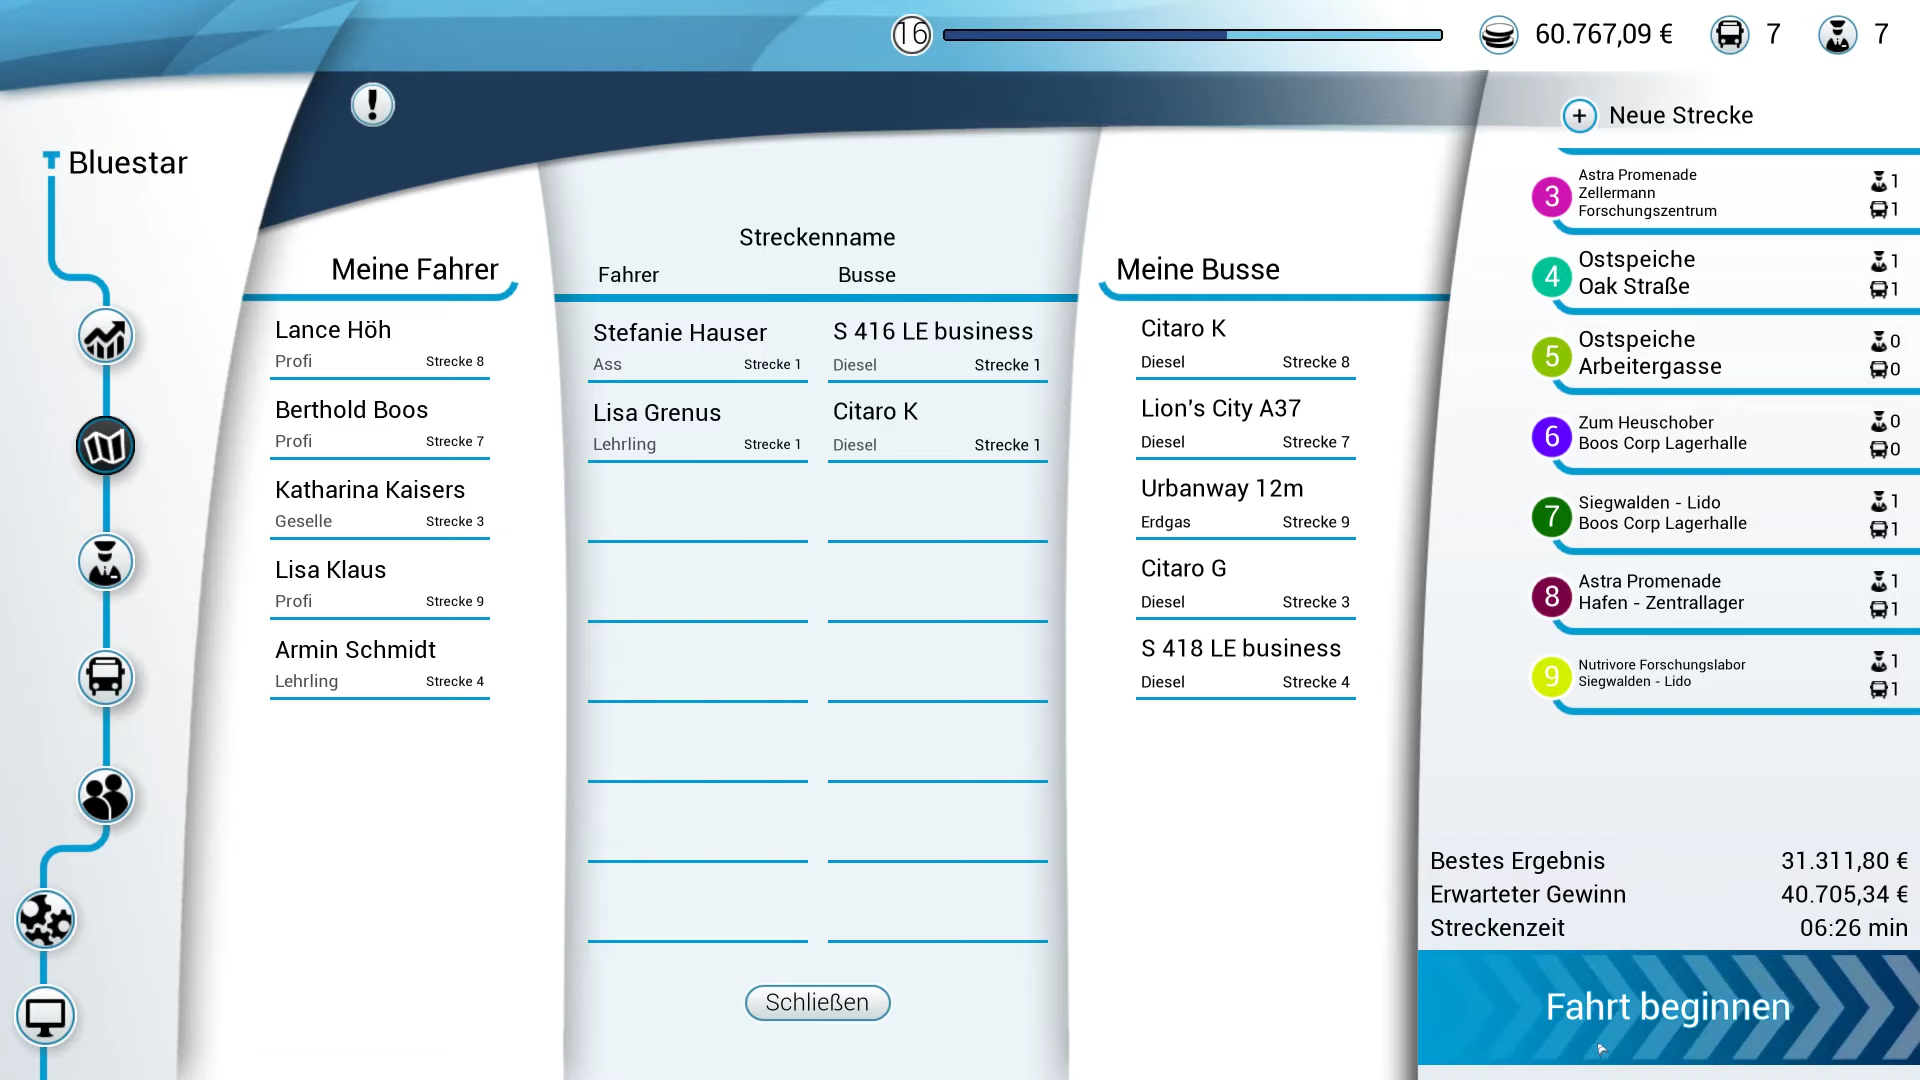 16
60.767,09 €
7
7
Bluestar
Neue Strecke
3
Astra Promenade
Zellermann
Forschungszentrum
1
1
4
Ostspeiche
Oak Straße
1
1
5
Ostspeiche
Arbeitergasse
0
0
6
Zum Heuschober
Boos Corp Lagerhalle
0
0
7
Siegwalden - Lido
Boos Corp Lagerhalle
1
1
8
Astra Promenade
Hafen - Zentrallager
1
1
9
Nutrivore Forschungslabor
Siegwalden - Lido
1
1
Meine Fahrer
Lance Höh
Profi Strecke 8
Berthold Boos
Profi Strecke 7
Katharina Kaisers
Geselle Strecke 3
Lisa Klaus
Profi Strecke 9
Armin Schmidt
Lehrling Strecke 4
Streckenname
Fahrer Busse
Stefanie Hauser
Ass Strecke 1
S 416 LE business
Diesel Strecke 1
Lisa Grenus
Lehrling Strecke 1
Citaro K
Diesel Strecke 1
Schließen
Meine Busse
Citaro K
Diesel Strecke 8
Lion's City A37
Diesel Strecke 7
Urbanway 12m
Erdgas Strecke 9
Citaro G
Diesel Strecke 3
S 418 LE business
Diesel Strecke 4
Bestes Ergebnis 31.311,80 €
Erwarteter Gewinn 40.705,34 €
Streckenzeit 06:26 min
Fahrt beginnen